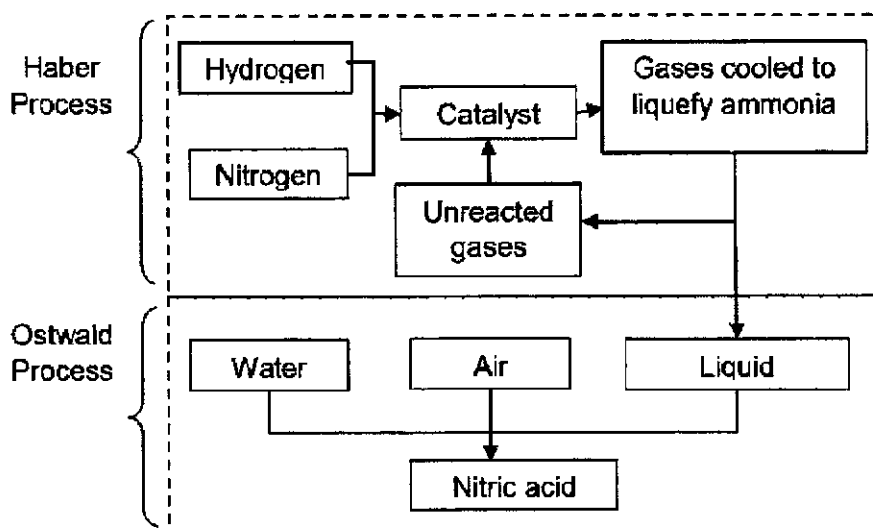 Haber
Process
Hydrogen
Nitrogen
Catalyst
Gases cooled to
liquefy ammonia
Unreacted
gases
Ostwald
Process
Water
Air
Liquid
Nitric acid